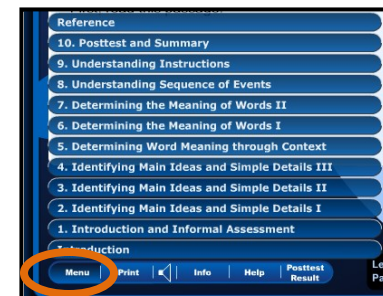 Reference
10. Posttest and Summary
9. Understanding Instructions
8. Understanding Sequence of Events
7. Determining the Meaning of Words II
6. Determining the Meaning of Words I
5. Determining Word Meaning through Context
4. Identifying Main Ideas and Simple Details III
3. Identifying Main Ideas and Simple Details II
2. Identifying Main Ideas and Simple Details I
1. Introduction and Informal Assessment
Introduction
Menu Print Info Help Posttest Result
Le
Pa